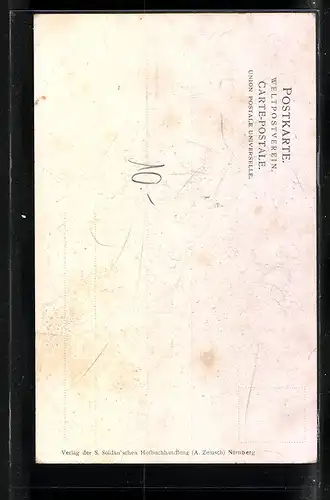 POSTKARTE.
WELTPOSTVEREIN.
CARTE-POSTALE.
UNION POSTALE UNIVERSELLE.
10.-
Verlag der S. Soldan'schen Hofbuchhandlung (A. Zemsch) Nürnberg